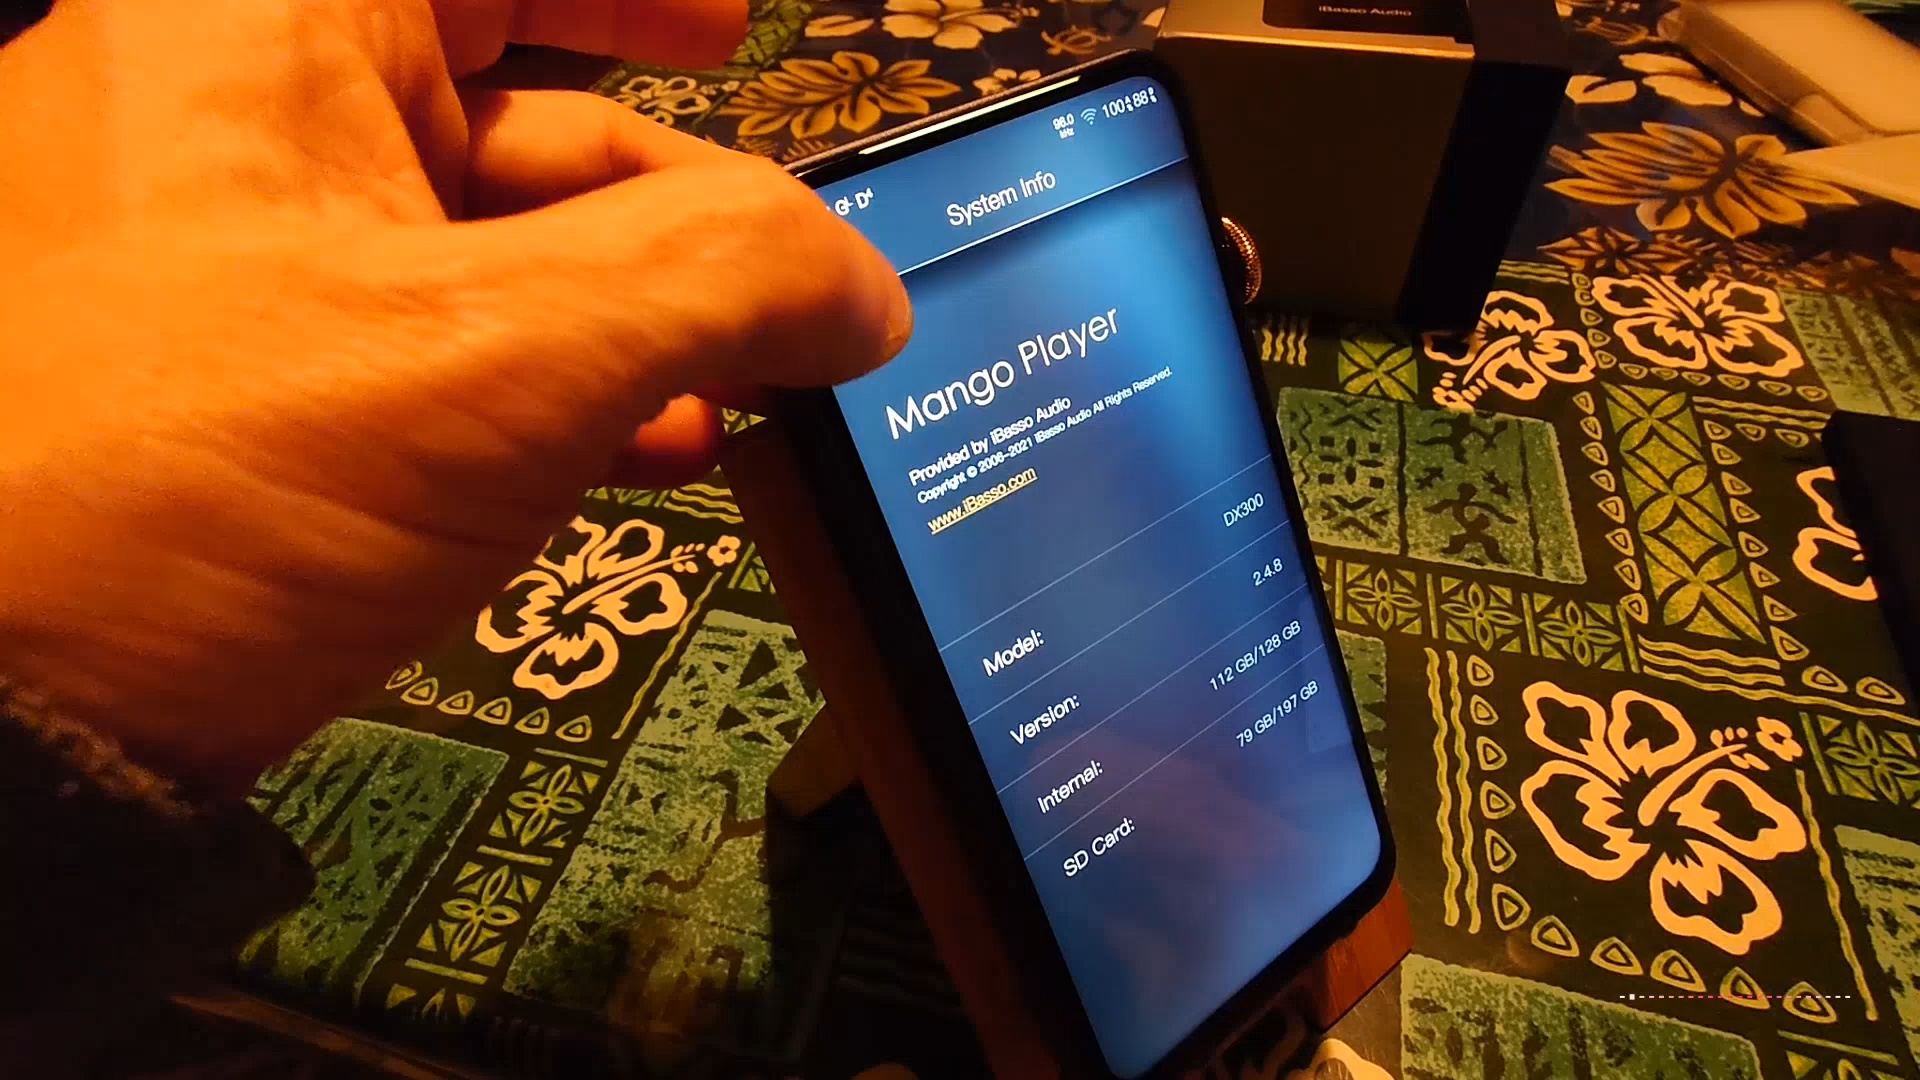 iBasso Audio
96.0 kHz 100 88
G D
System Info
Mango Player
Provided by iBasso Audio
Copyright © 2006-2021 iBasso Audio All Rights Reserved.
www.iBasso.com
Model: DX300
Version: 2.4.8
Internal: 112 GB/128 GB
SD Card: 79 GB/197 GB